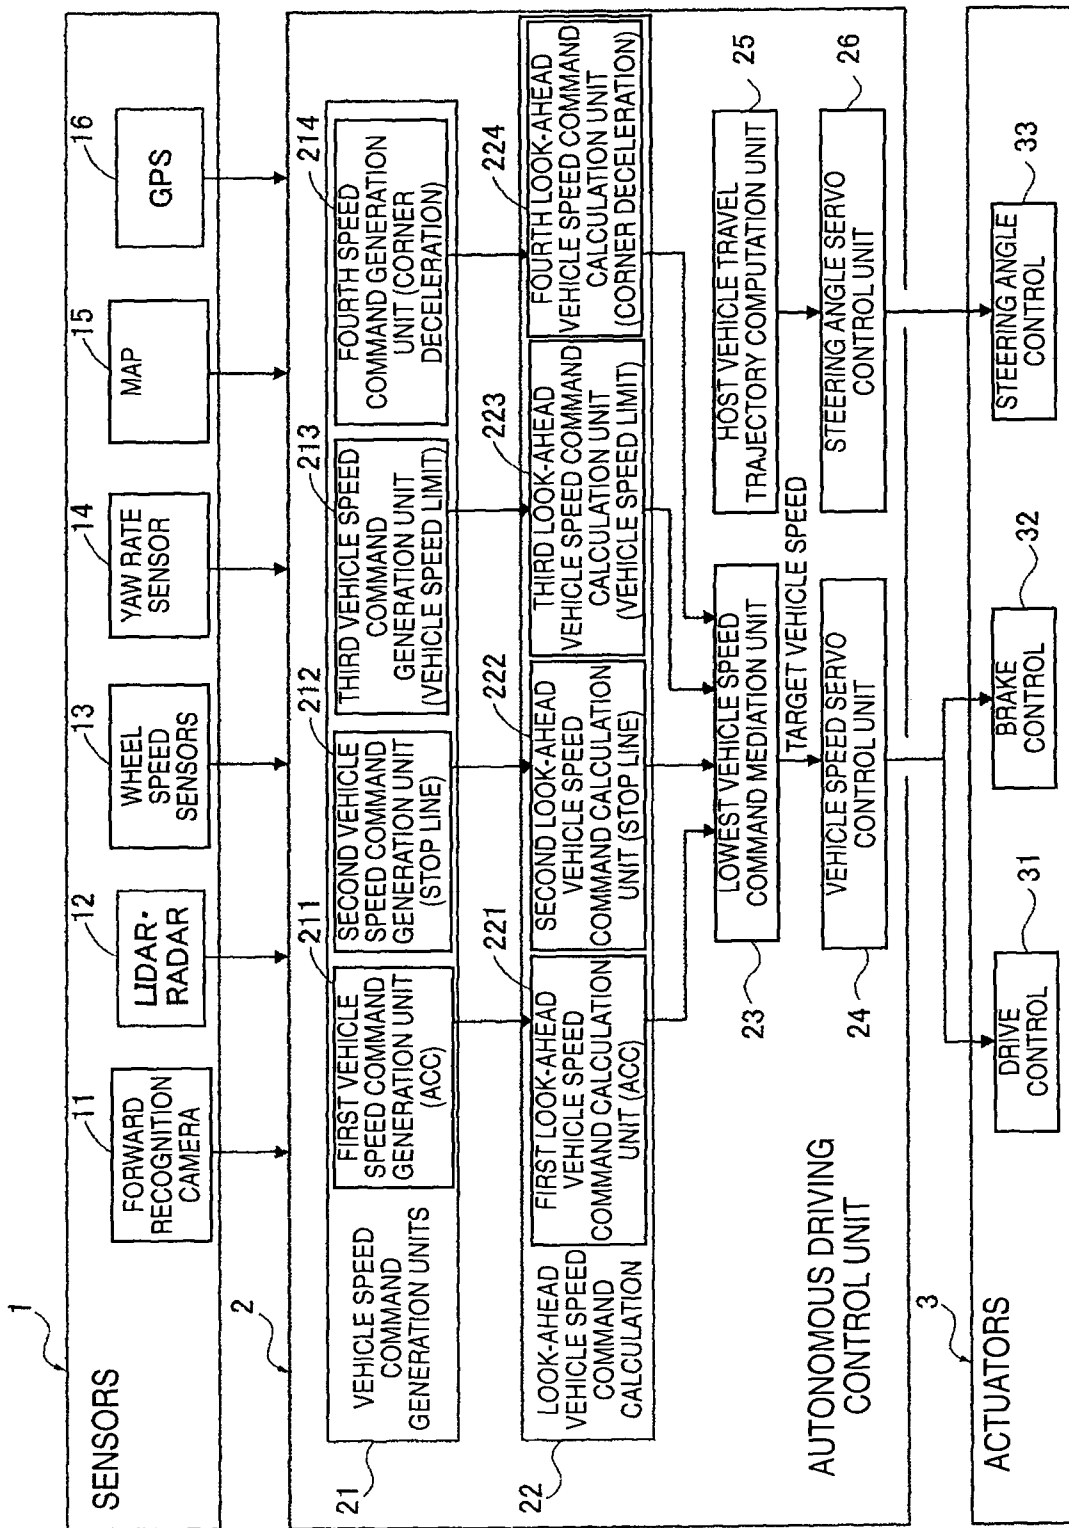 1
SENSORS
11
FORWARD
RECOGNITION
CAMERA
12
LIDAR·
RADAR
13
WHEEL
SPEED
SENSORS
14
YAW RATE
SENSOR
15
MAP
16
GPS
2
21
VEHICLE SPEED
COMMAND
GENERATION UNITS
211
FIRST VEHICLE
SPEED COMMAND
GENERATION UNIT
(ACC)
212
SECOND VEHICLE
SPEED COMMAND
GENERATION UNIT
(STOP LINE)
213
THIRD VEHICLE SPEED
COMMAND
GENERATION UNIT
(VEHICLE SPEED LIMIT)
214
FOURTH SPEED
COMMAND GENERATION
UNIT (CORNER
DECELERATION)
22
LOOK-AHEAD
VEHICLE SPEED
COMMAND
CALCULATION
221
FIRST LOOK-AHEAD
VEHICLE SPEED
COMMAND CALCULATION
UNIT (ACC)
222
SECOND LOOK-AHEAD
VEHICLE SPEED
COMMAND CALCULATION
UNIT (STOP LINE)
223
THIRD LOOK-AHEAD
VEHICLE SPEED COMMAND
CALCULATION UNIT
(VEHICLE SPEED LIMIT)
224
FOURTH LOOK-AHEAD
VEHICLE SPEED COMMAND
CALCULATION UNIT
(CORNER DECELERATION)
23
LOWEST VEHICLE SPEED
COMMAND MEDIATION UNIT
TARGET VEHICLE SPEED
24
VEHICLE SPEED SERVO
CONTROL UNIT
25
HOST VEHICLE TRAVEL
TRAJECTORY COMPUTATION UNIT
26
STEERING ANGLE SERVO
CONTROL UNIT
AUTONOMOUS DRIVING
CONTROL UNIT
3
ACTUATORS
31
DRIVE
CONTROL
32
BRAKE
CONTROL
33
STEERING ANGLE
CONTROL